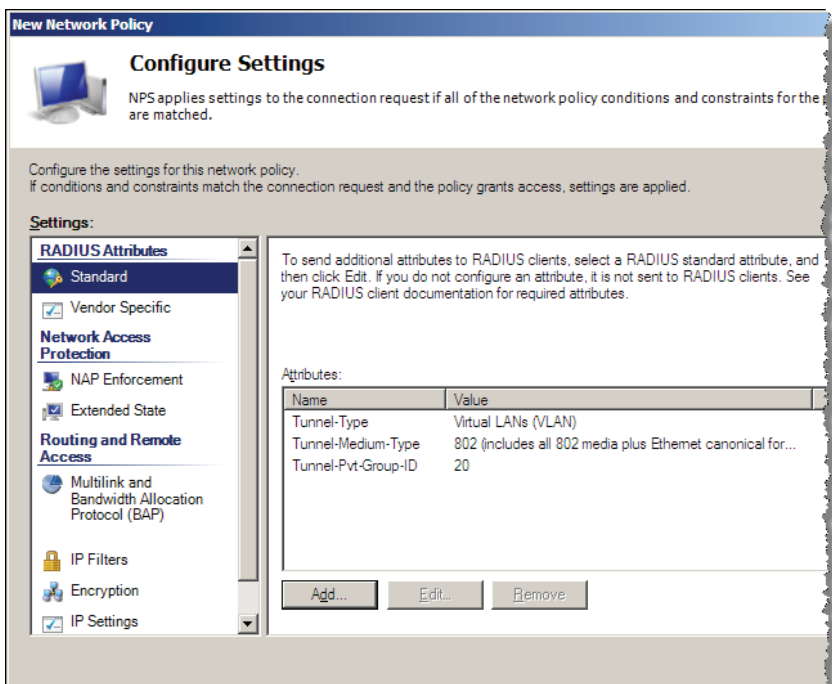 New Network Policy
Configure Settings
NPS applies settings to the connection request if all of the network policy conditions and constraints for the
are matched.
Configure the settings for this network policy.
If conditions and constraints match the connection request and the policy grants access, settings are applied.
Settings:
RADIUS Attributes
Standard
Vendor Specific
Network Access
Protection
NAP Enforcement
Extended State
Routing and Remote
Access
Multilink and
Bandwidth Allocation
Protocol (BAP)
IP Filters
Encryption
IP Settings
To send additional attributes to RADIUS clients, select a RADIUS standard attribute, and
then click Edit. If you do not configure an attribute, it is not sent to RADIUS clients. See
your RADIUS client documentation for required attributes.
Attributes:
Name Value
Tunnel-Type Virtual LANs (VLAN)
Tunnel-Medium-Type 802 (includes all 802 media plus Ethernet canonical for...
Tunnel-Pvt-Group-ID 20
Add... Edit... Remove